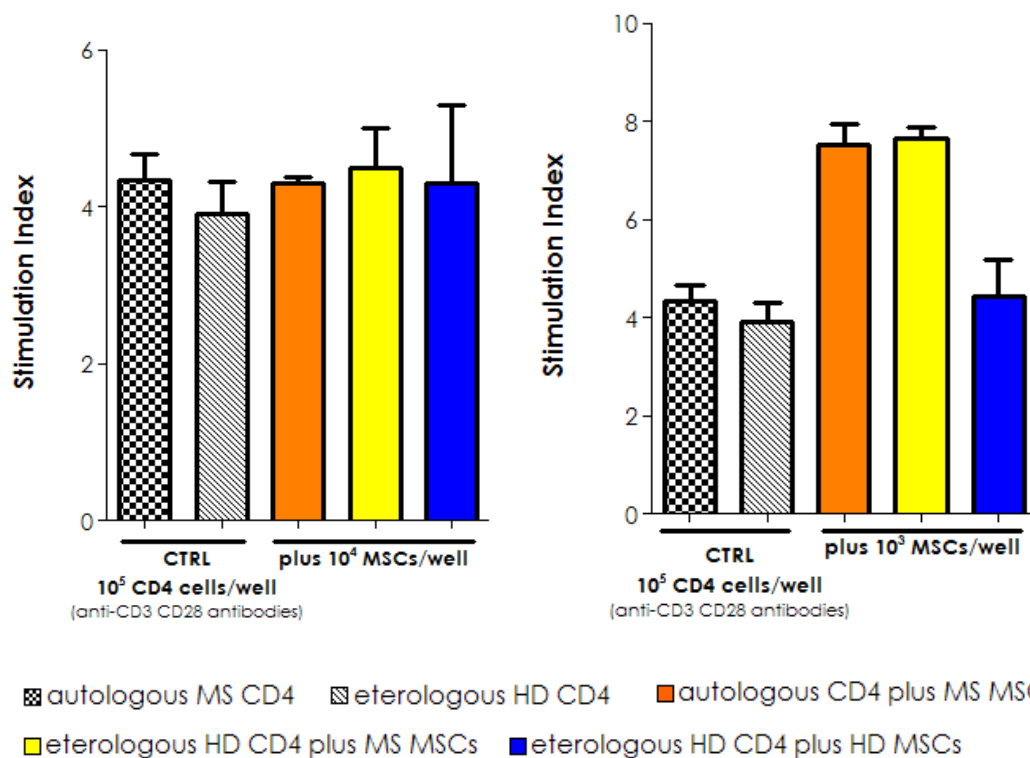 6
4
2
0
Stimulation Index
CTRL
10⁵ CD4 cells/well
(anti-CD3 CD28 antibodies)
plus 10⁴ MSCs/well
10
8
6
4
2
0
Stimulation Index
CTRL
10⁵ CD4 cells/well
(anti-CD3 CD28 antibodies)
plus 10³ MSCs/well
autologous MS CD4
eterologous HD CD4
autologous CD4 plus MS
eterologous HD CD4 plus MS MSCs
eterologous HD CD4 plus HD MSCs